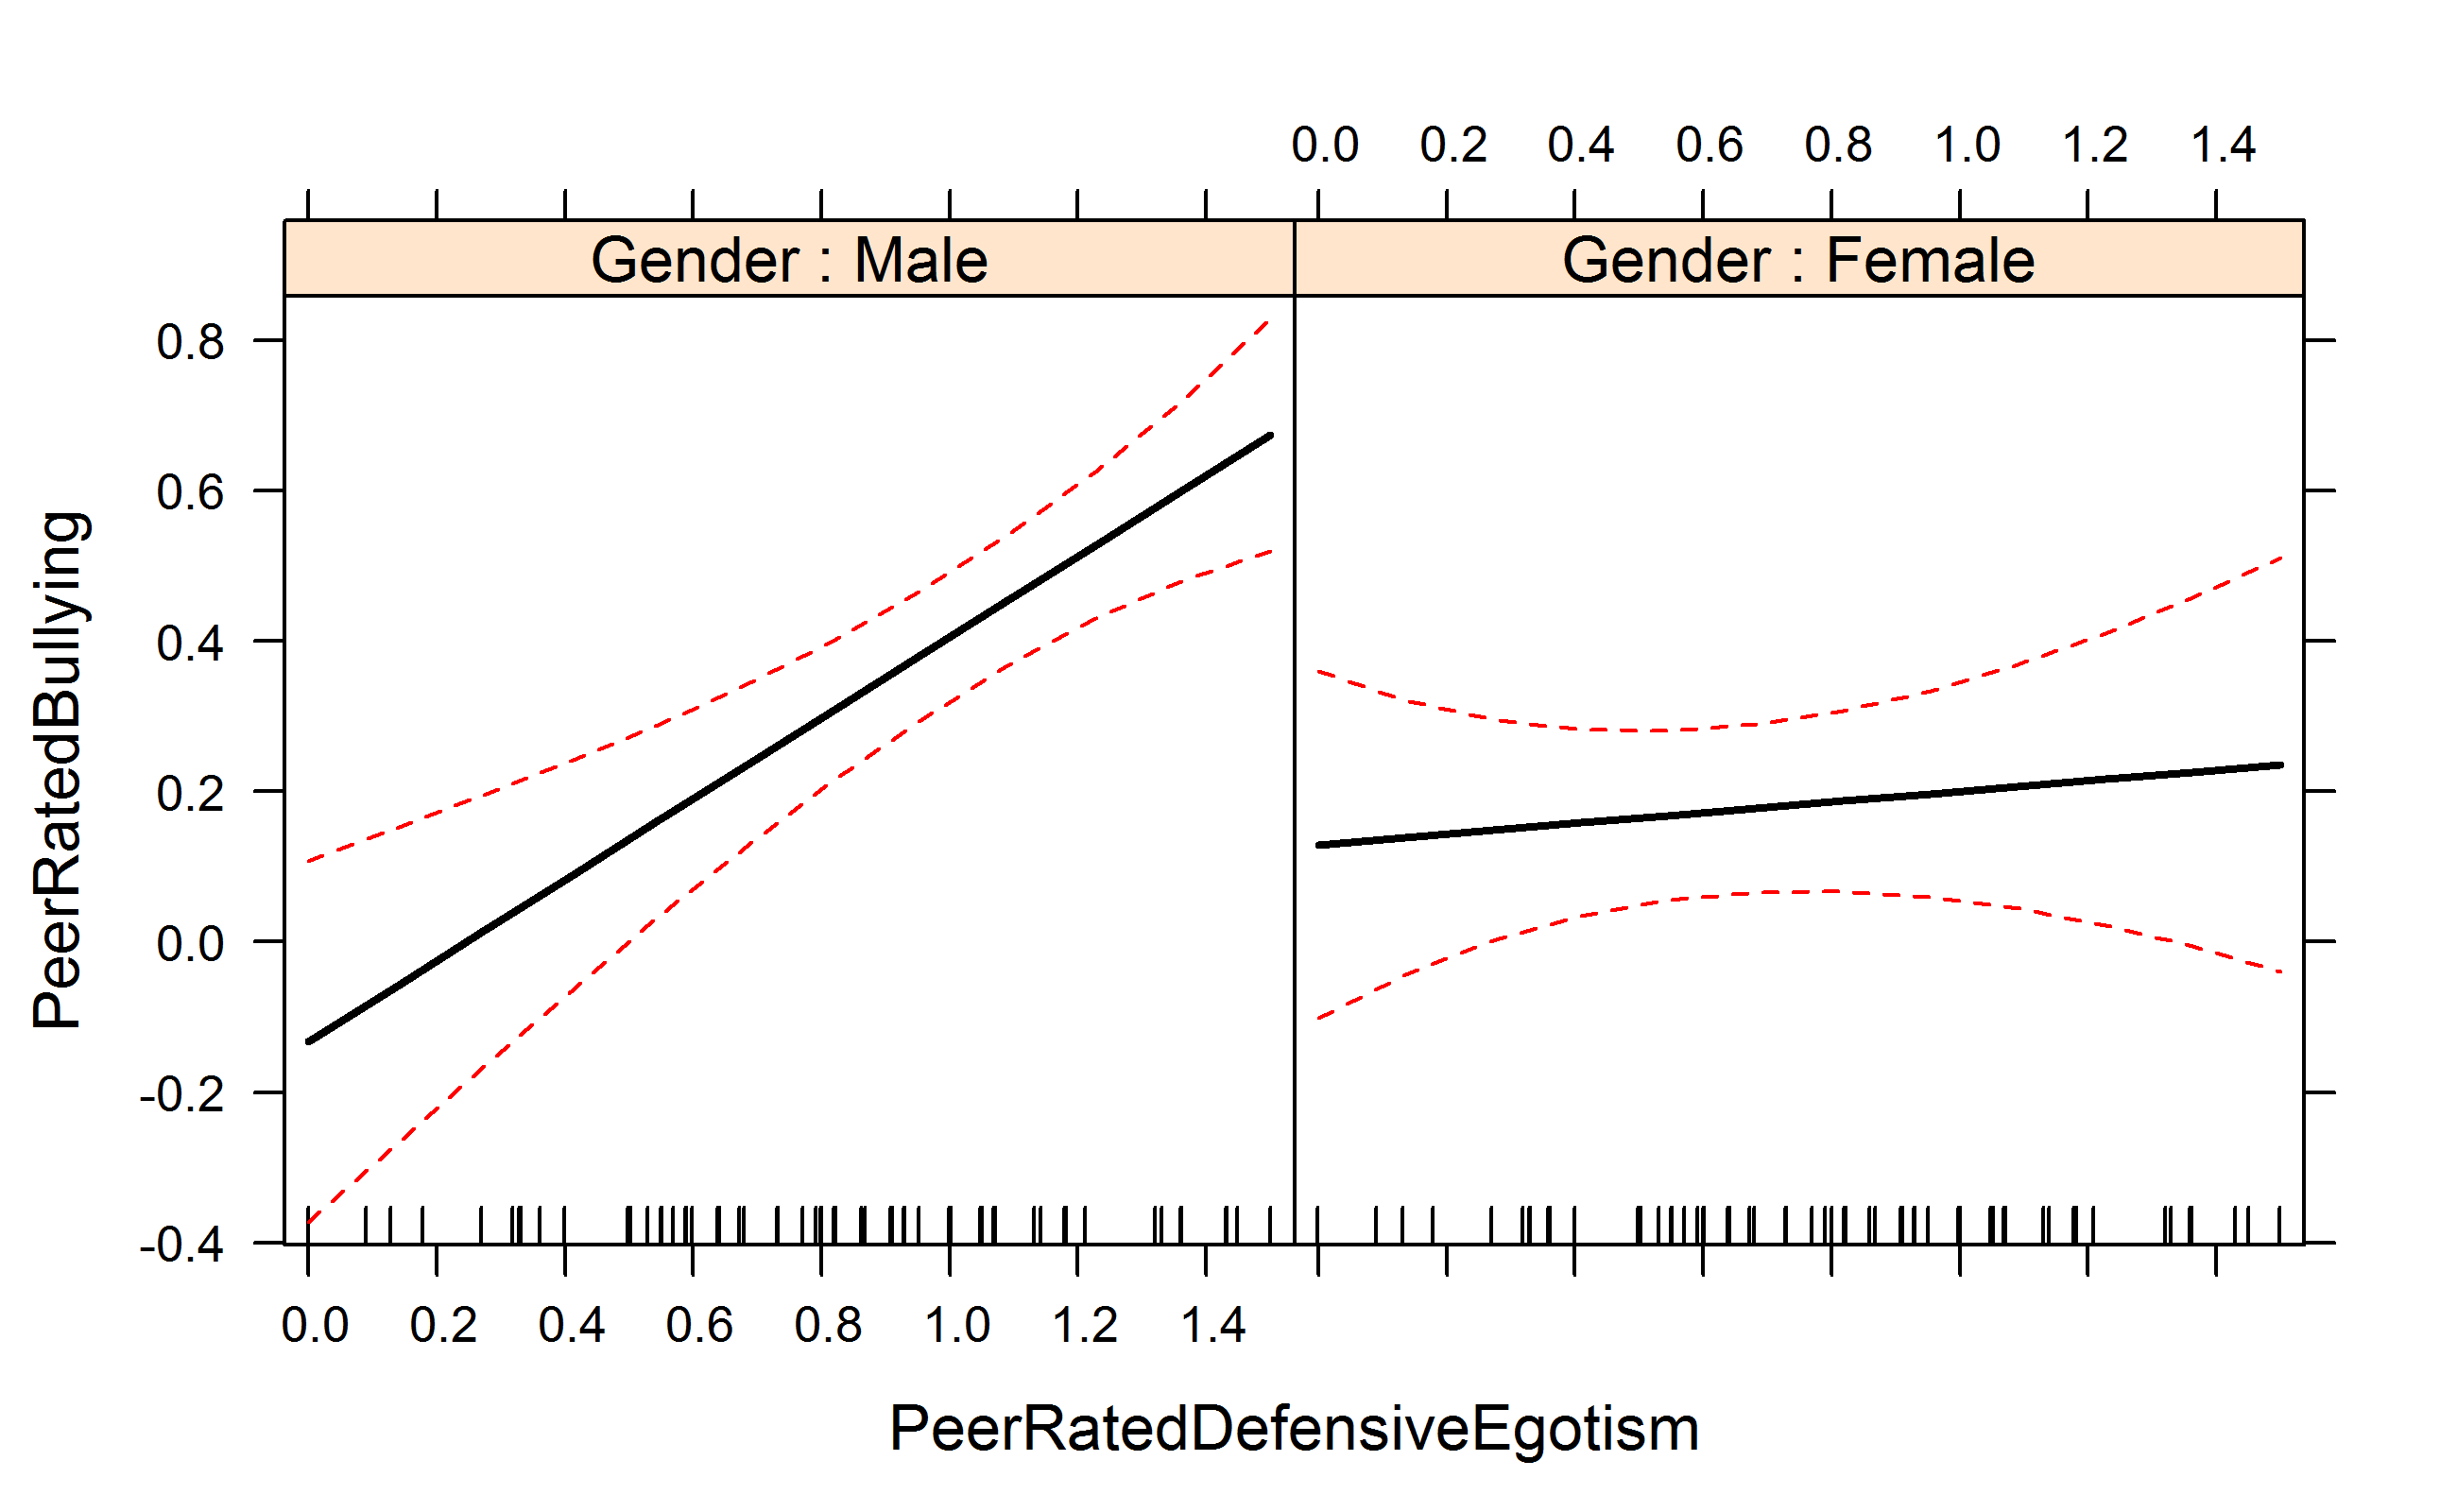 0.0 0.2 0.4 0.6 0.8 1.0 1.2 1.4
Gender : Male
Gender : Female
PeerRatedBullying
0.8
0.6
0.4
0.2
0.0
-0.2
-0.4
0.0 0.2 0.4 0.6 0.8 1.0 1.2 1.4
PeerRatedDefensiveEgotism